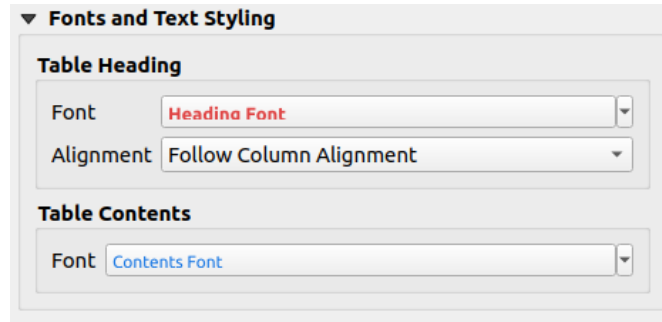 Fonts and Text Styling
Table Heading
Font Heading Font
Alignment Follow Column Alignment
Table Contents
Font Contents Font